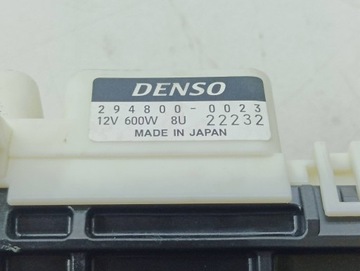 DENSO
294800-0023
12V 600W 8U 22232
MADE IN JAPAN